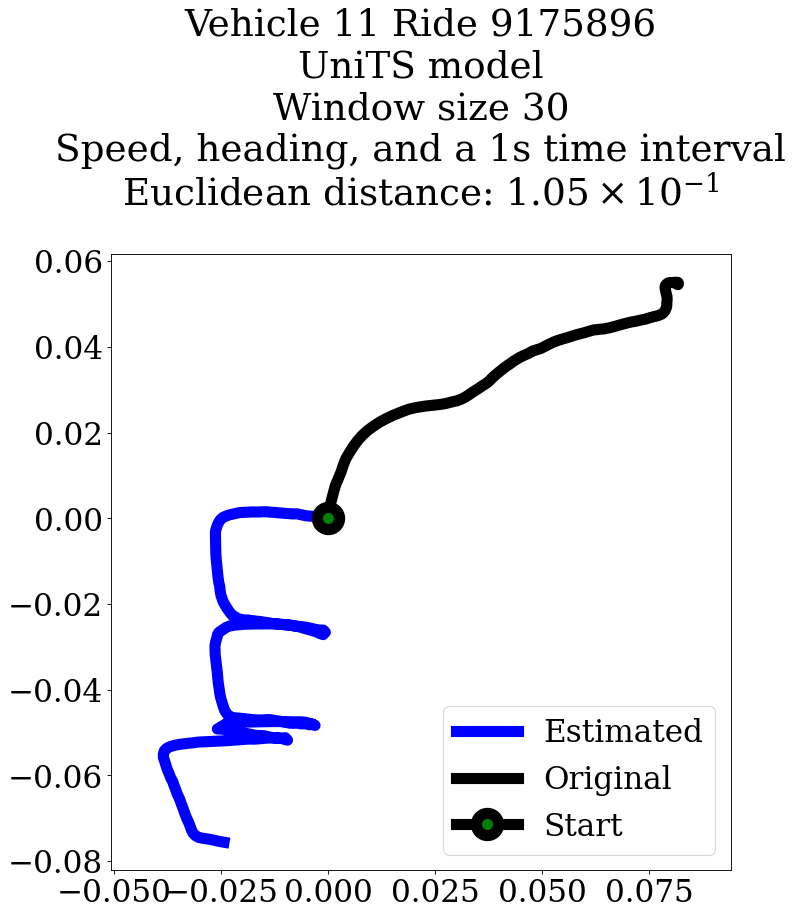 Vehicle 11 Ride 9175896
UniTS model
Window size 30
Speed, heading, and a 1s time interval
Euclidean distance: 1.05 × 10⁻¹
0.06
0.04
0.02
0.00
−0.02
−0.04
−0.06
−0.08
Estimated
Original
Start
−0.050 −0.025 0.000 0.025 0.050 0.075